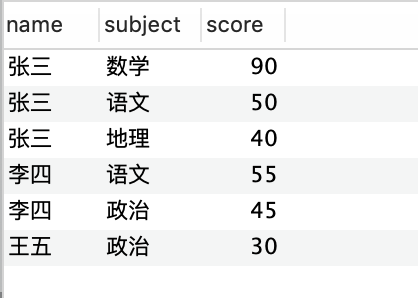 name subject score
张三 数学 90
张三 语文 50
张三 地理 40
李四 语文 55
李四 政治 45
王五 政治 30